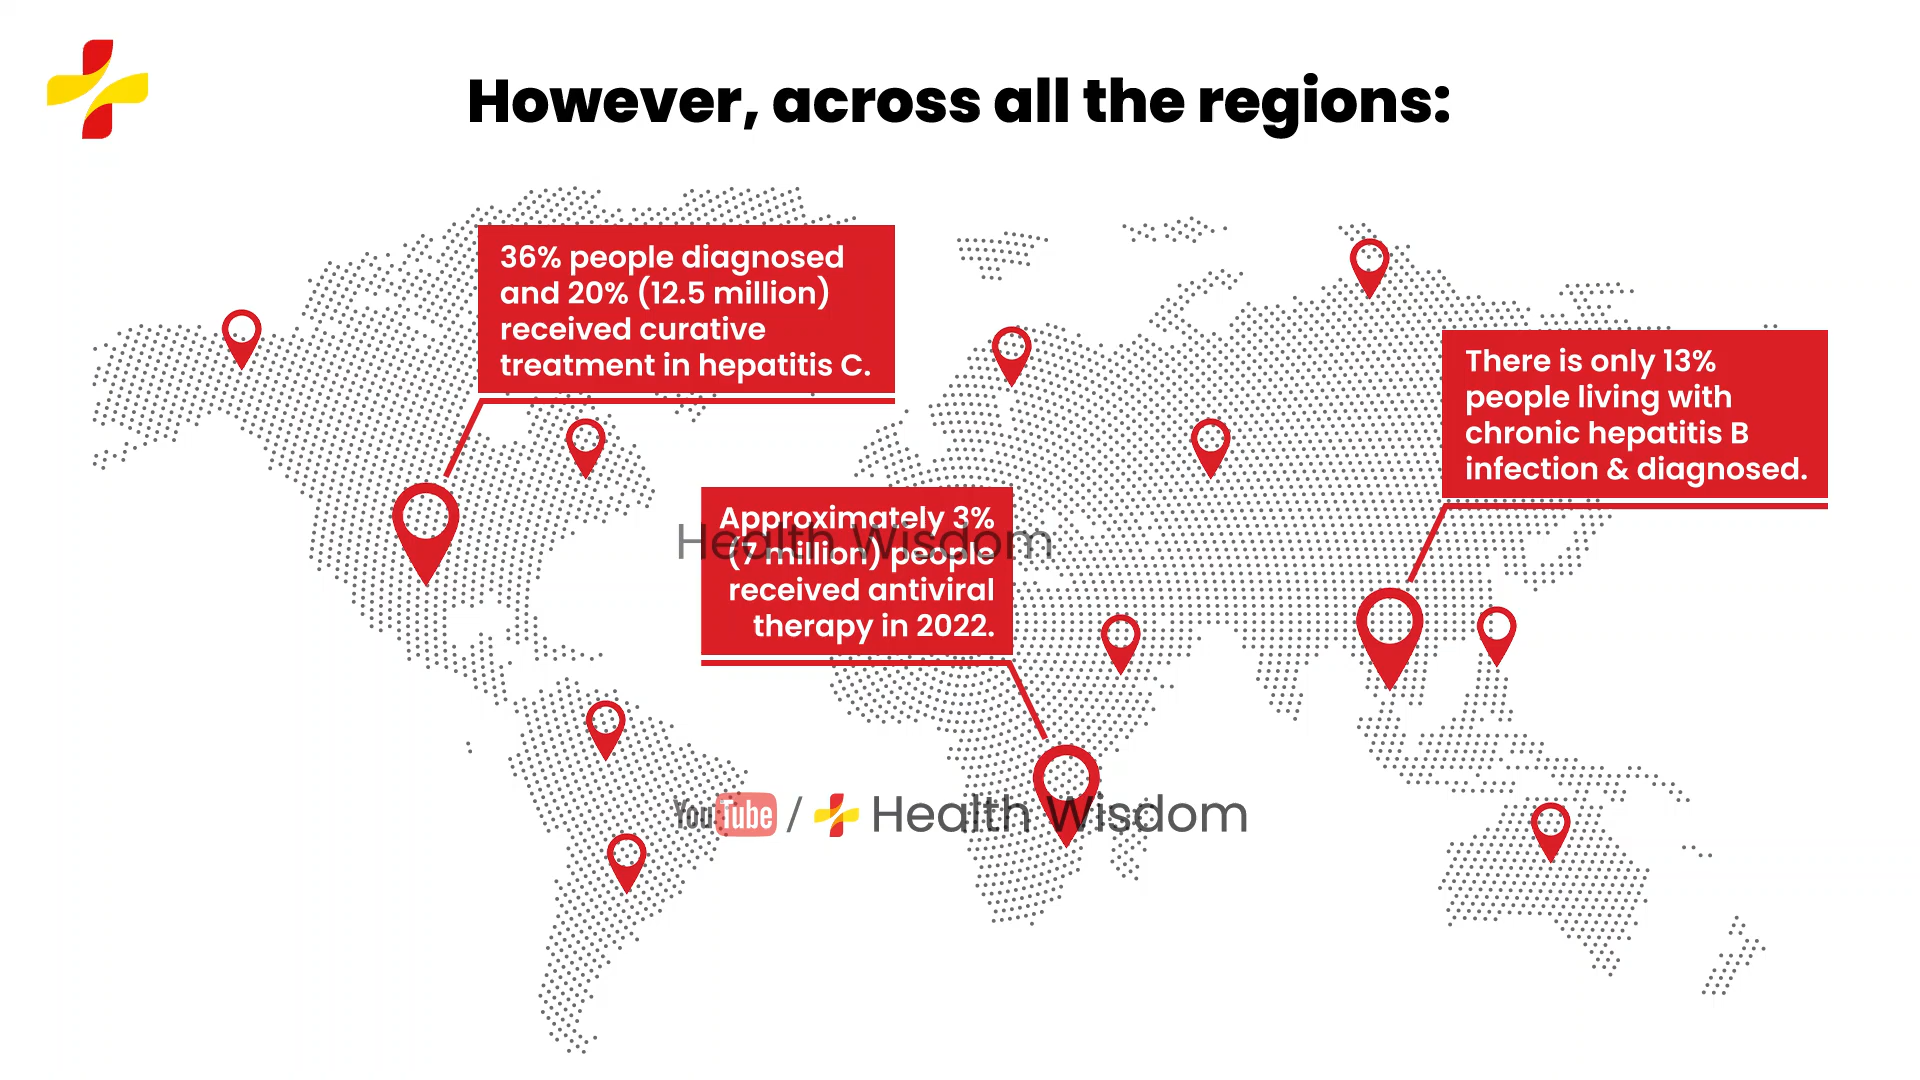 However, across all the regions:
36% people diagnosed
and 20% (12.5 million)
received curative
treatment in hepatitis C.
There is only 13%
people living with
chronic hepatitis B
infection & diagnosed.
Approximately 3%
(7 million) people
received antiviral
therapy in 2022.
Health Wisdom
YouTube / Health Wisdom